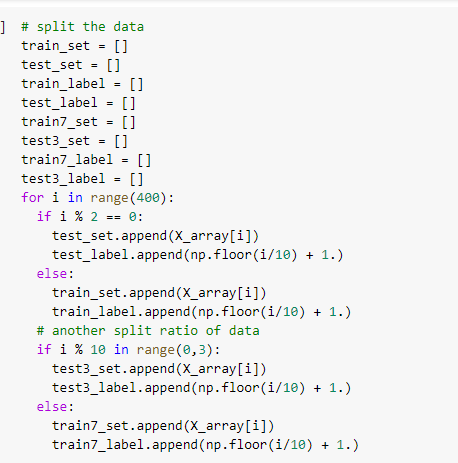 ] # split the data
train_set = []
test_set = []
train_label = []
test_label = []
train7_set = []
test3_set = []
train7_label = []
test3_label = []
for i in range(400):
  if i % 2 == 0:
    test_set.append(X_array[i])
    test_label.append(np.floor(i/10) + 1.)
  else:
    train_set.append(X_array[i])
    train_label.append(np.floor(i/10) + 1.)
  # another split ratio of data
  if i % 10 in range(0,3):
    test3_set.append(X_array[i])
    test3_label.append(np.floor(i/10) + 1.)
  else:
    train7_set.append(X_array[i])
    train7_label.append(np.floor(i/10) + 1.)